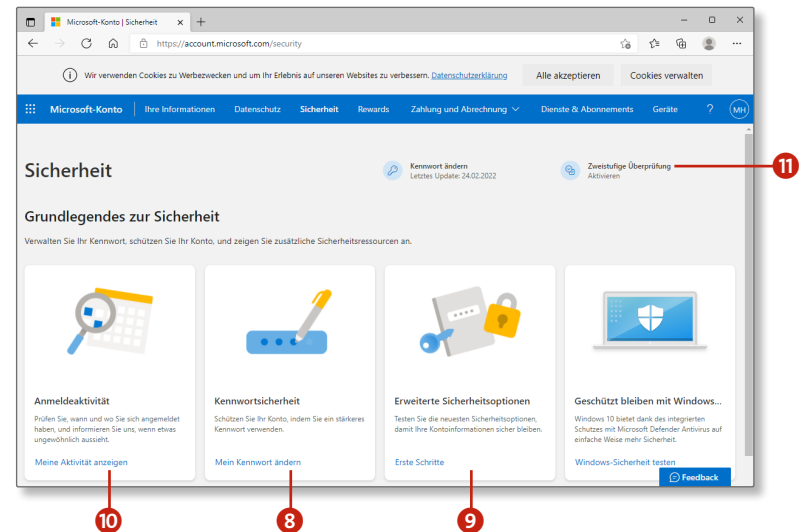 Microsoft-Konto | Sicherheit
https://account.microsoft.com/security
Wir verwenden Cookies zu Werbezwecken und um Ihr Erlebnis auf unseren Websites zu verbessern. Datenschutzerklärung Alle akzeptieren Cookies verwalten
Microsoft-Konto Ihre Informationen Datenschutz Sicherheit Rewards Zahlung und Abrechnung Dienste & Abonnements Geräte ? MH
Sicherheit
Kennwort ändern
Letztes Update: 24.02.2022
Zweistufige Überprüfung
Aktivieren
11
Grundlegendes zur Sicherheit
Verwalten Sie Ihr Kennwort, schützen Sie Ihr Konto, und zeigen Sie zusätzliche Sicherheitsressourcen an.
Anmeldeaktivität
Prüfen Sie, wann und wo Sie sich angemeldet
haben, und informieren Sie uns, wenn etwas
ungewöhnlich aussieht.
Meine Aktivität anzeigen
Kennwortsicherheit
Schützen Sie Ihr Konto, indem Sie ein stärkeres
Kennwort verwenden.
Mein Kennwort ändern
Erweiterte Sicherheitsoptionen
Testen Sie die neuesten Sicherheitsoptionen,
damit Ihre Kontoinformationen sicher bleiben.
Erste Schritte
Geschützt bleiben mit Windows...
Windows 10 bietet dank des integrierten
Schutzes mit Microsoft Defender Antivirus auf
einfache Weise mehr Sicherheit.
Windows-Sicherheit testen
Feedback
10
8
9